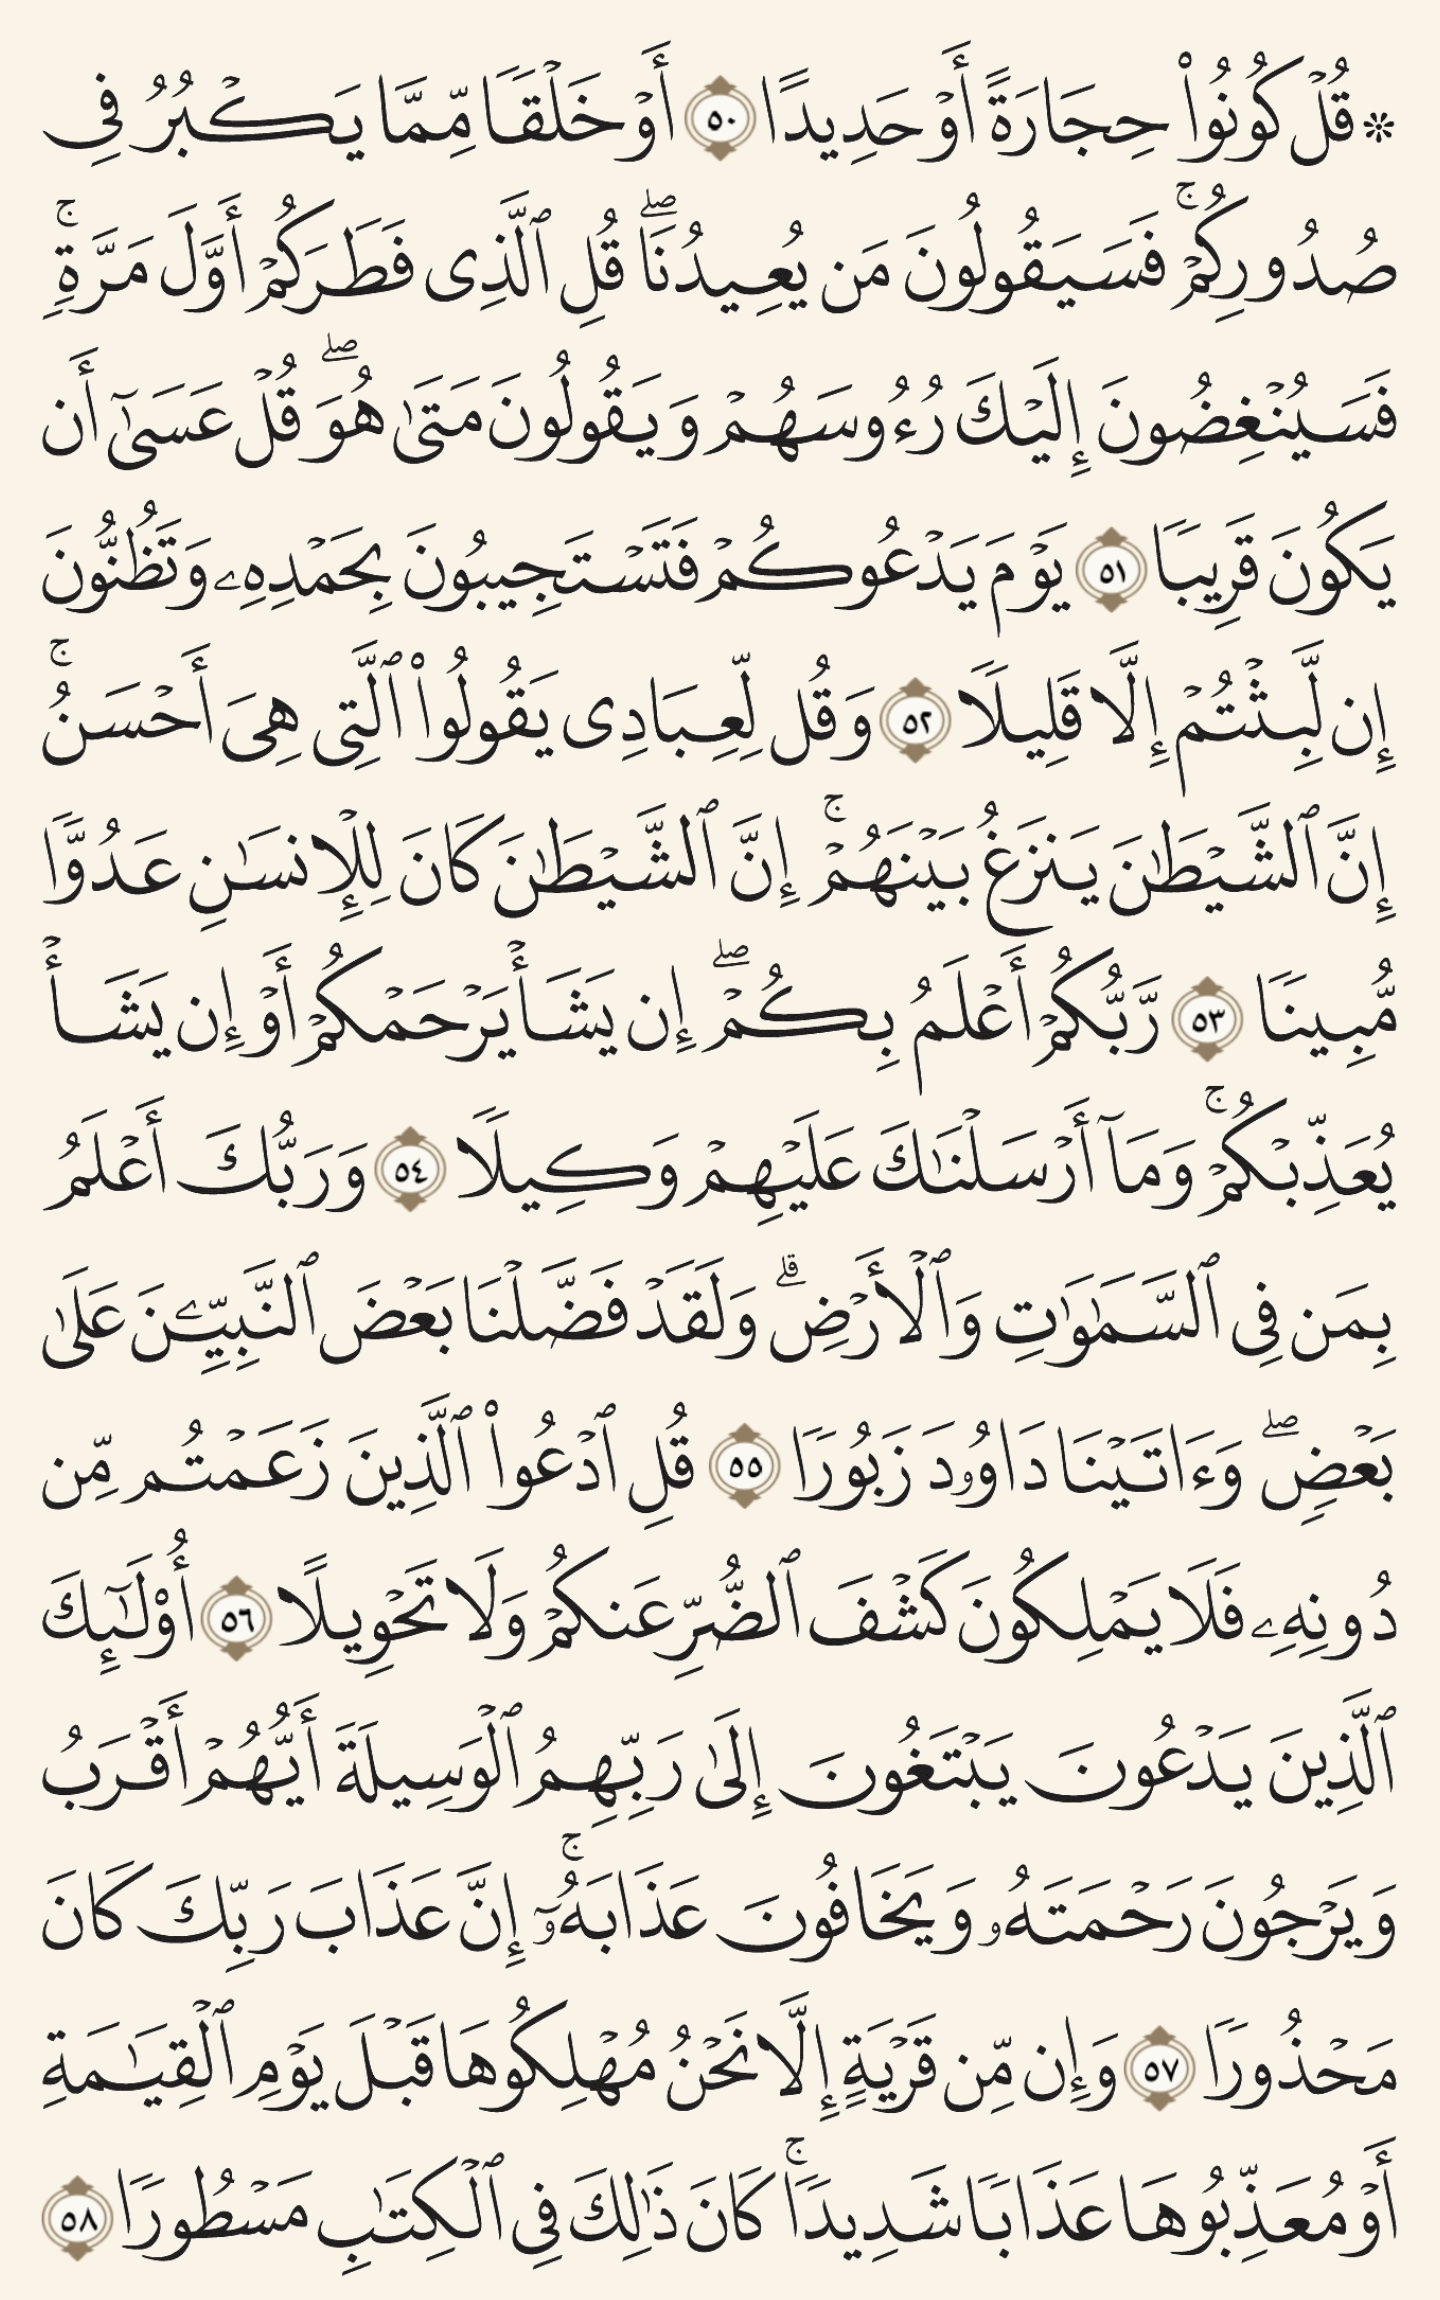 ۞ قُلۡ كُونُواْ حِجَارَةً أَوۡ حَدِيدًا ٥٠ أَوۡ خَلۡقٗا مِّمَّا يَكۡبُرُ فِي
صُدُورِكُمۡۚ فَسَيَقُولُونَ مَن يُعِيدُنَاۖ قُلِ ٱلَّذِي فَطَرَكُمۡ أَوَّلَ مَرَّةٖۚ
فَسَيُنۡغِضُونَ إِلَيۡكَ رُءُوسَهُمۡ وَيَقُولُونَ مَتَىٰ هُوَۖ قُلۡ عَسَىٰٓ أَن
يَكُونَ قَرِيبٗا ٥١ يَوۡمَ يَدۡعُوكُمۡ فَتَسۡتَجِيبُونَ بِحَمۡدِهِۦ وَتَظُنُّونَ
إِن لَّبِثۡتُمۡ إِلَّا قَلِيلٗا ٥٢ وَقُل لِّعِبَادِي يَقُولُواْ ٱلَّتِي هِيَ أَحۡسَنُۚ
إِنَّ ٱلشَّيۡطَٰنَ يَنزَغُ بَيۡنَهُمۡۚ إِنَّ ٱلشَّيۡطَٰنَ كَانَ لِلۡإِنسَٰنِ عَدُوّٗا
مُّبِينٗا ٥٣ رَّبُّكُمۡ أَعۡلَمُ بِكُمۡۖ إِن يَشَأۡ يَرۡحَمۡكُمۡ أَوۡ إِن يَشَأۡ
يُعَذِّبۡكُمۡۚ وَمَآ أَرۡسَلۡنَٰكَ عَلَيۡهِمۡ وَكِيلٗا ٥٤ وَرَبُّكَ أَعۡلَمُ
بِمَن فِي ٱلسَّمَٰوَٰتِ وَٱلۡأَرۡضِۗ وَلَقَدۡ فَضَّلۡنَا بَعۡضَ ٱلنَّبِيِّـۧنَ عَلَىٰ
بَعۡضٖۖ وَءَاتَيۡنَا دَاوُۥدَ زَبُورٗا ٥٥ قُلِ ٱدۡعُواْ ٱلَّذِينَ زَعَمۡتُم مِّن
دُونِهِۦ فَلَا يَمۡلِكُونَ كَشۡفَ ٱلضُّرِّ عَنكُمۡ وَلَا تَحۡوِيلًا ٥٦ أُوْلَٰٓئِكَ
ٱلَّذِينَ يَدۡعُونَ يَبۡتَغُونَ إِلَىٰ رَبِّهِمُ ٱلۡوَسِيلَةَ أَيُّهُمۡ أَقۡرَبُ
وَيَرۡجُونَ رَحۡمَتَهُۥ وَيَخَافُونَ عَذَابَهُۥٓۚ إِنَّ عَذَابَ رَبِّكَ كَانَ
مَحۡذُورٗا ٥٧ وَإِن مِّن قَرۡيَةٍ إِلَّا نَحۡنُ مُهۡلِكُوهَا قَبۡلَ يَوۡمِ ٱلۡقِيَٰمَةِ
أَوۡ مُعَذِّبُوهَا عَذَابٗا شَدِيدٗاۚ كَانَ ذَٰلِكَ فِي ٱلۡكِتَٰبِ مَسۡطُورٗا ٥٨